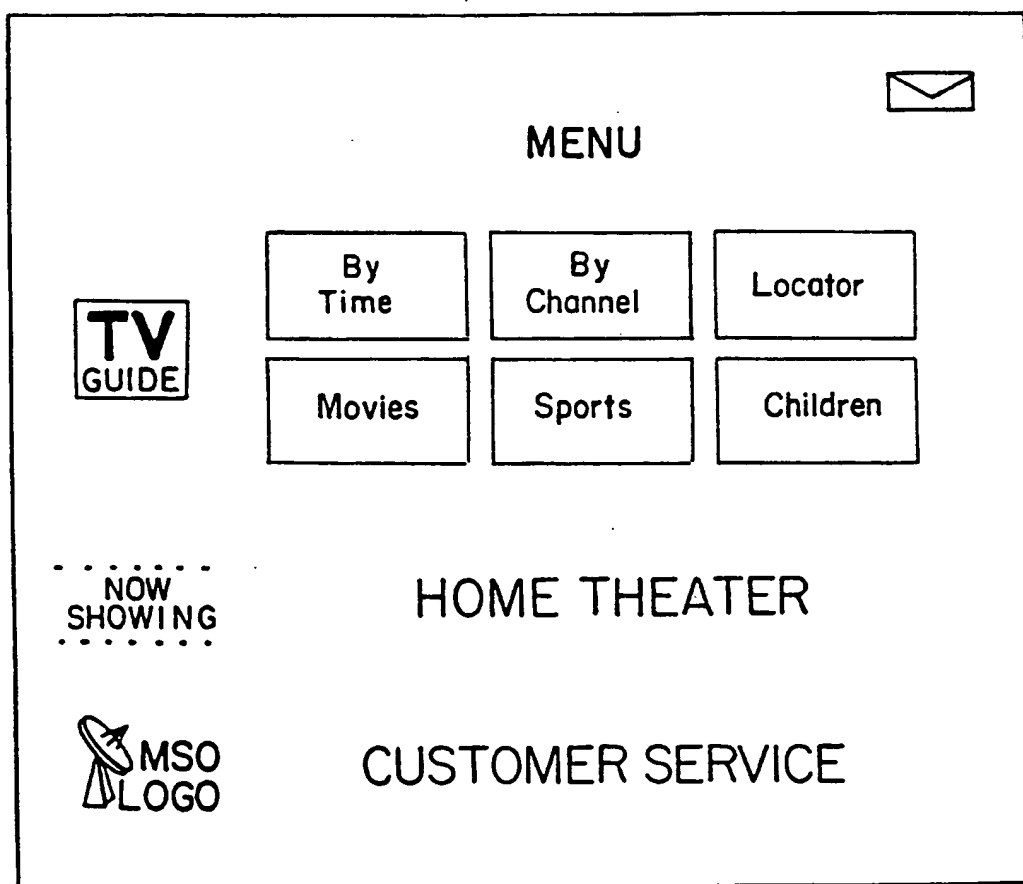 MENU
By
Time
By
Channel
Locator
TV
GUIDE
Movies
Sports
Children
NOW
SHOWING
HOME THEATER
MSO
LOGO
CUSTOMER SERVICE